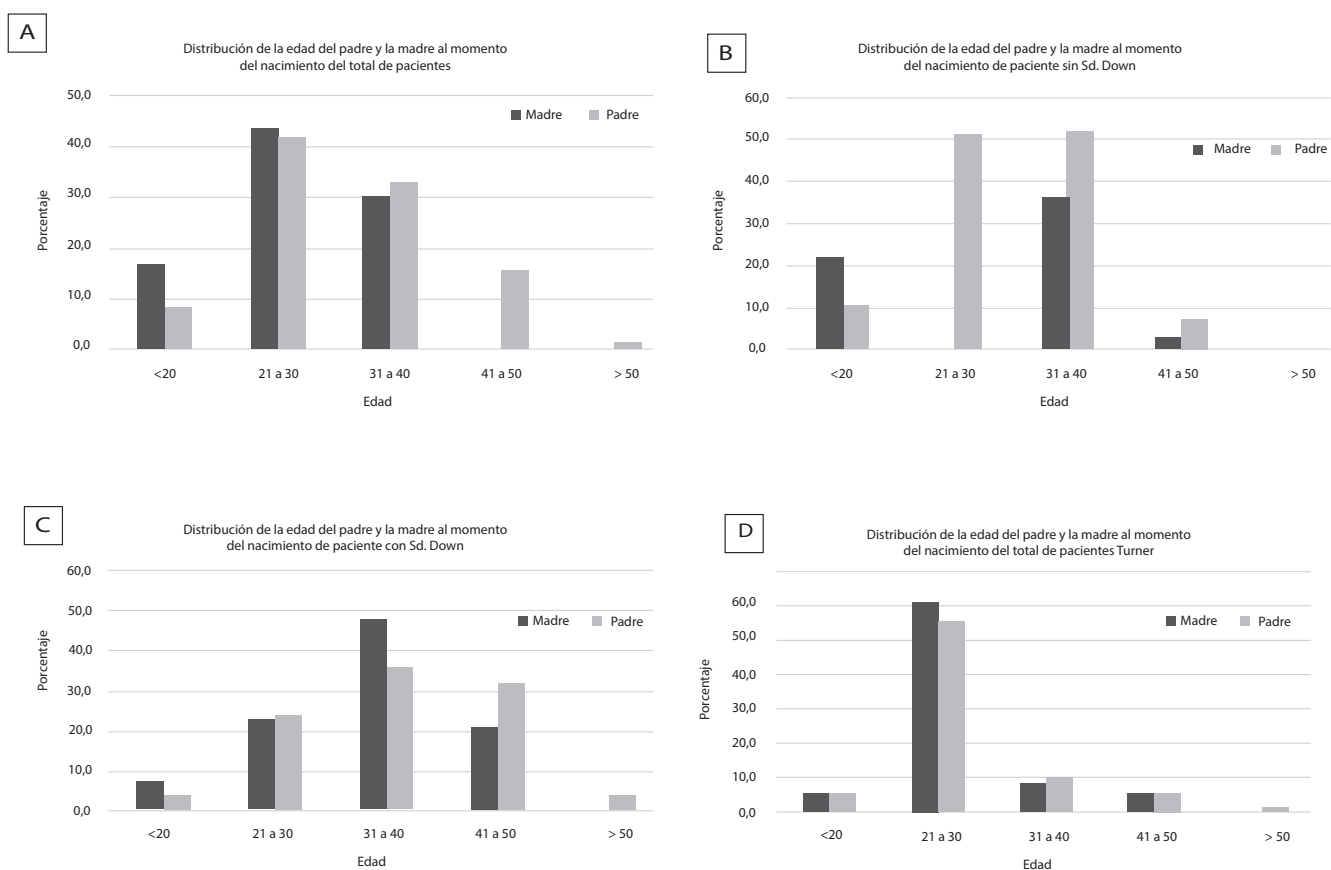 A
Distribución de la edad del padre y la madre al momento
del nacimiento del total de pacientes
50,0
40,0
30,0
20,0
10,0
0,0
Porcentaje
Madre Padre
<20 21 a 30 31 a 40 41 a 50 > 50
Edad
B
Distribución de la edad del padre y la madre al momento
del nacimiento de paciente sin Sd. Down
60,0
50,0
40,0
30,0
20,0
10,0
0,0
Porcentaje
Madre Padre
<20 21 a 30 31 a 40 41 a 50 > 50
Edad
C
Distribución de la edad del padre y la madre al momento
del nacimiento de paciente con Sd. Down
60,0
50,0
40,0
30,0
20,0
10,0
0,0
Porcentaje
Madre Padre
<20 21 a 30 31 a 40 41 a 50 > 50
Edad
D
Distribución de la edad del padre y la madre al momento
del nacimiento del total de pacientes Turner
60,0
50,0
40,0
30,0
20,0
10,0
0,0
Porcentaje
Madre Padre
<20 21 a 30 31 a 40 41 a 50 > 50
Edad